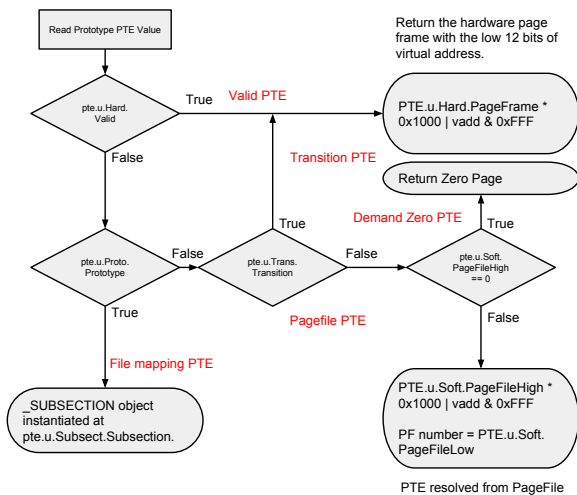 Read Prototype PTE Value
Return the hardware page
frame with the low 12 bits of
virtual address.
pte.u.Hard.
Valid
True
Valid PTE
PTE.u.Hard.PageFrame *
0x1000 | vadd & 0xFFF
False
Transition PTE
Return Zero Page
True
Demand Zero PTE
True
pte.u.Proto.
Prototype
False
pte.u.Trans.
Transition
False
pte.u.Soft.
PageFileHigh
== 0
True
Pagefile PTE
False
File mapping PTE
_SUBSECTION object
instantiated at
pte.u.Subsect.Subsection.
PTE.u.Soft.PageFileHigh *
0x1000 | vadd & 0xFFF
PF number = PTE.u.Soft.
PageFileLow
PTE resolved from PageFile